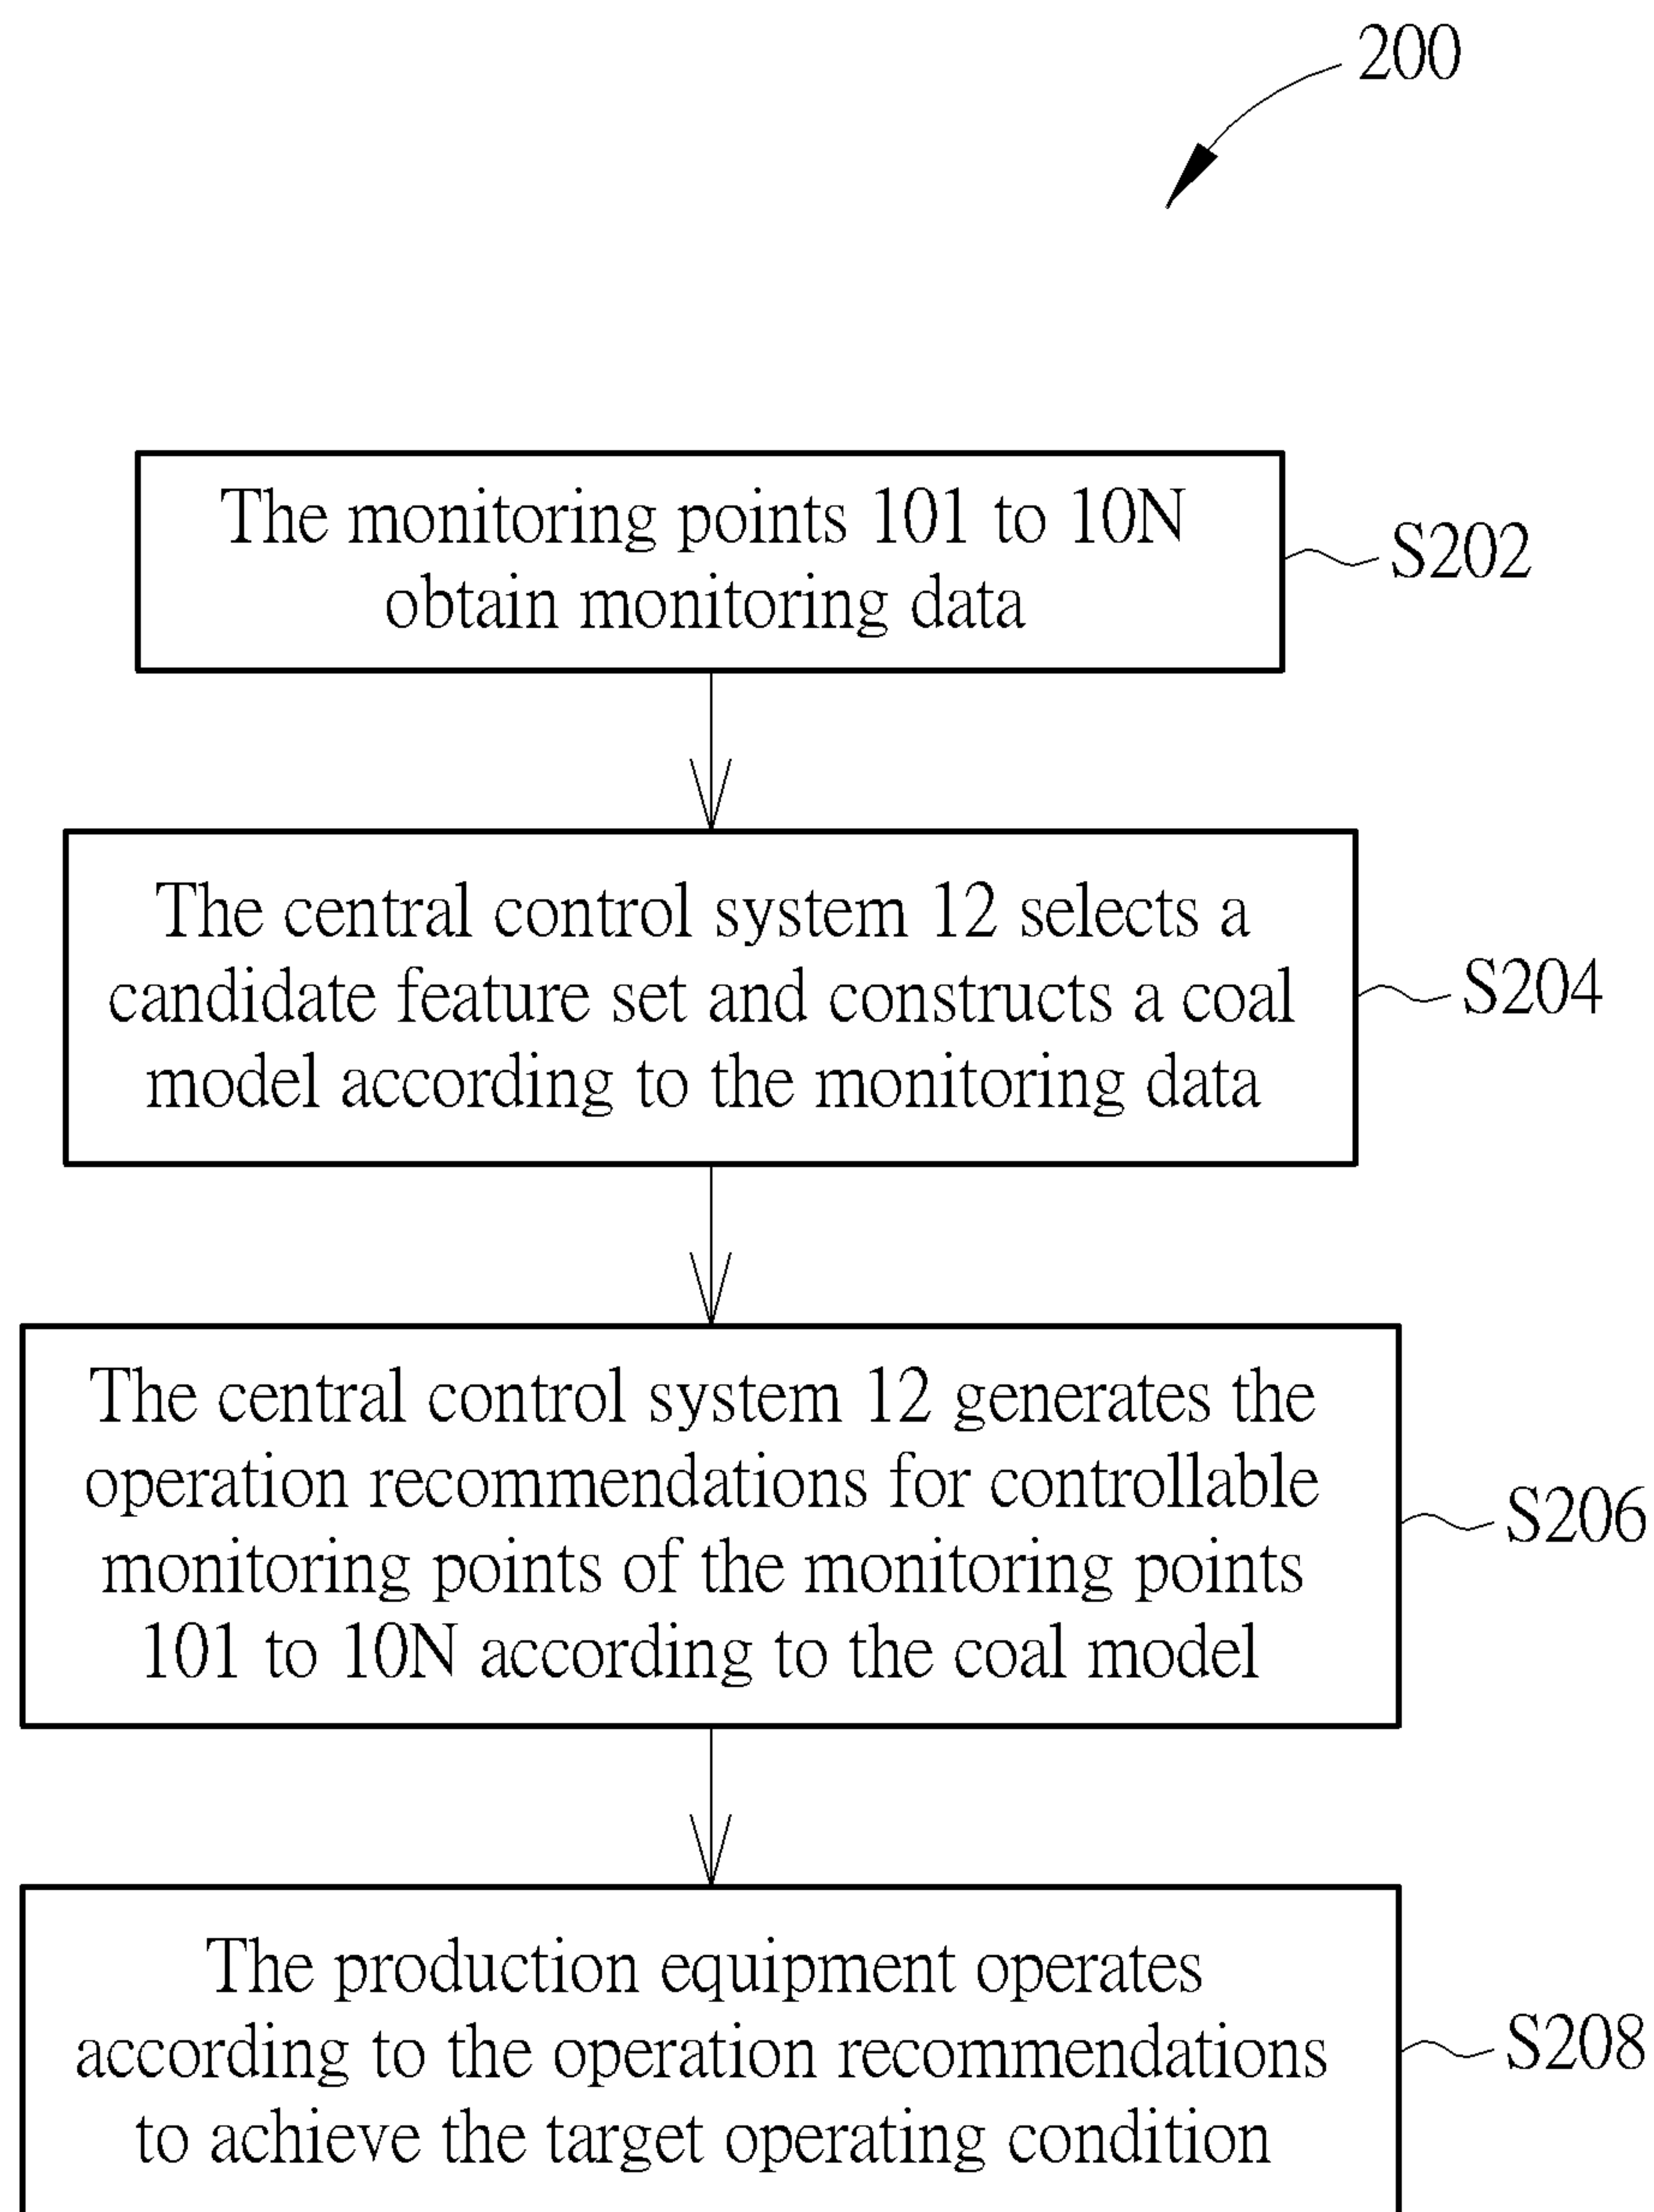 200
The monitoring points 101 to 10N
obtain monitoring data
S202
The central control system 12 selects a
candidate feature set and constructs a coal
model according to the monitoring data
S204
The central control system 12 generates the
operation recommendations for controllable
monitoring points of the monitoring points
101 to 10N according to the coal model
S206
The production equipment operates
according to the operation recommendations
to achieve the target operating condition
S208